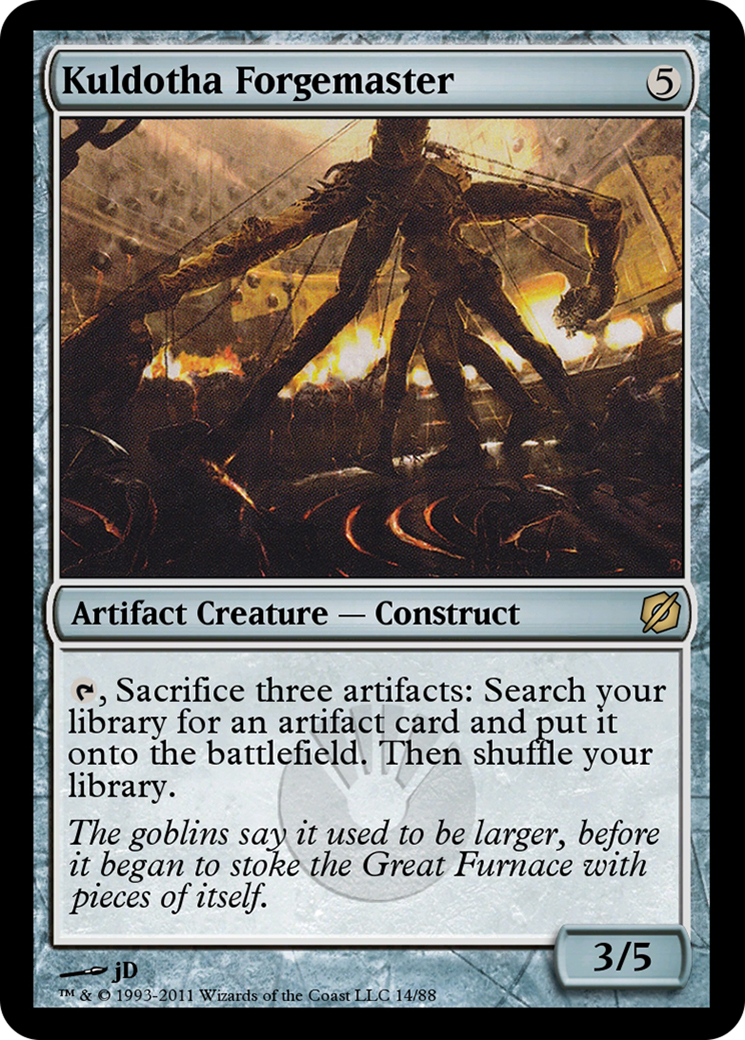 Kuldotha Forgemaster 5
Artifact Creature — Construct
, Sacrifice three artifacts: Search your
library for an artifact card and put it
onto the battlefield. Then shuffle your
library.
The goblins say it used to be larger, before
it began to stoke the Great Furnace with
pieces of itself.
3/5
jD
™ & © 1993-2011 Wizards of the Coast LLC 14/88